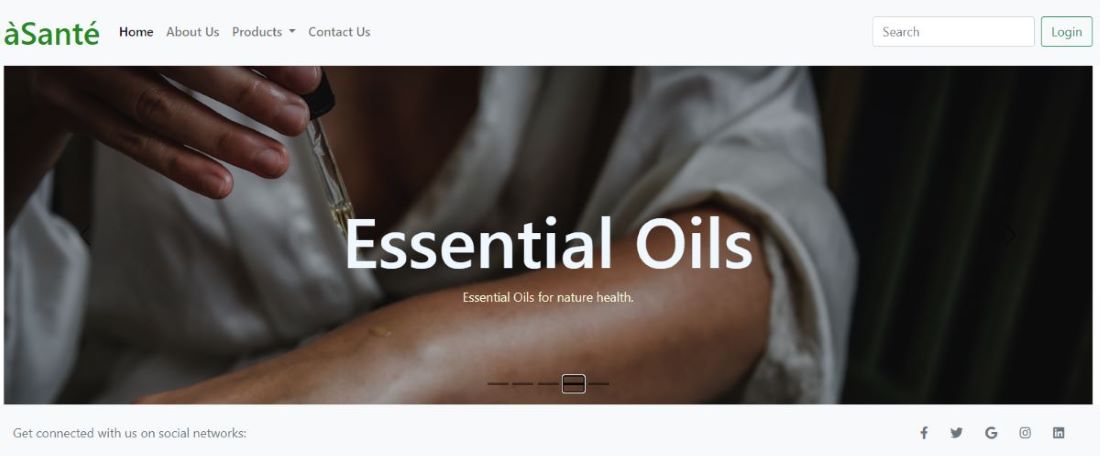 àSanté Home About Us Products Contact Us Search Login
Essential Oils
Essential Oils for nature health.
Get connected with us on social networks: